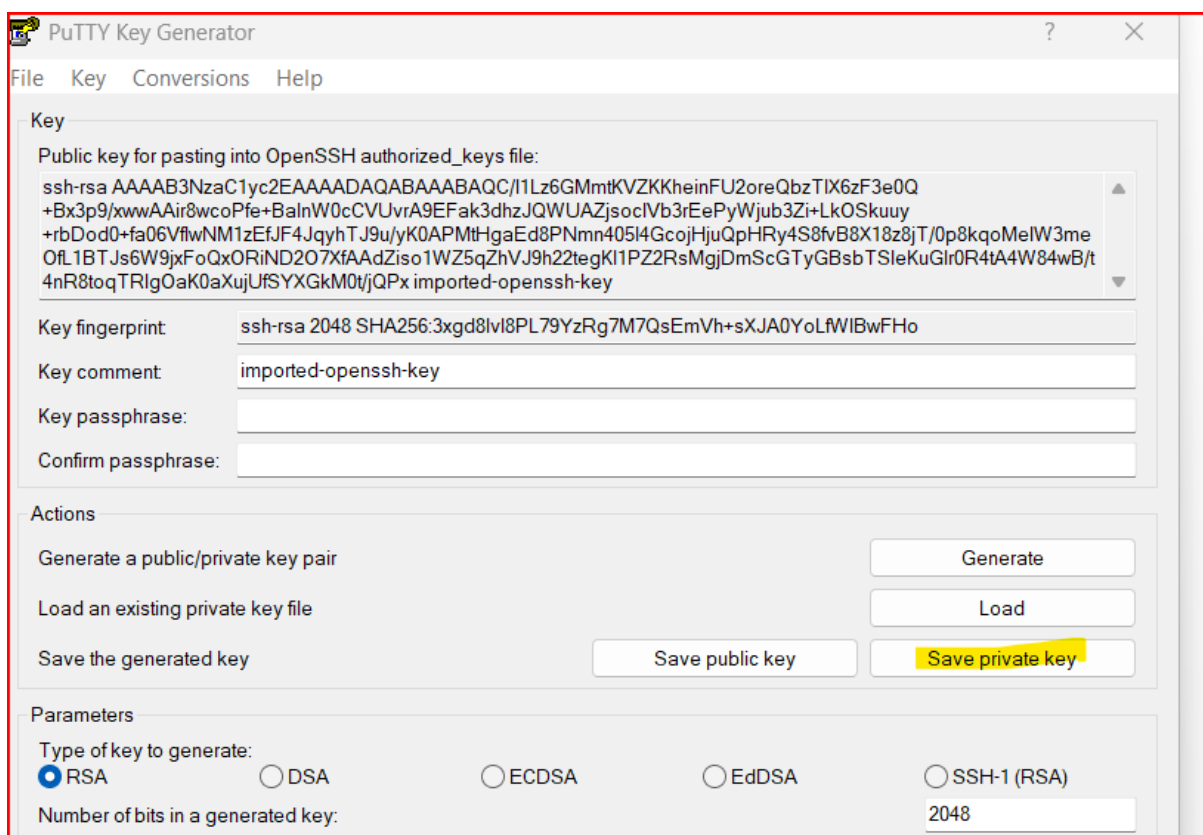 PuTTY Key Generator ? ×
File Key Conversions Help
Key
Public key for pasting into OpenSSH authorized_keys file:
ssh-rsa AAAAB3NzaC1yc2EAAAADAQABAAABAQC/l1Lz6GMmtKVZKKheinFU2oreQbzTlX6zF3e0Q
+Bx3p9/xwwAAir8wcoPfe+BalnW0cCVUvrA9EFak3dhzJQWUAZjsoclVb3rEePyWjub3Zi+LkOSkuuy
+rbDod0+fa06VflwNM1zEfJF4JqyhTJ9u/yK0APMtHgaEd8PNmn405l4GcojHjuQpHRy4S8fvB8X18z8jT/0p8kqoMelW3me
OfL1BTJs6W9jxFoQxORiND2O7XfAAdZiso1WZ5qZhVJ9h22tegKl1PZ2RsMgjDmScGTyGBsbTSleKuGlr0R4tA4W84wB/t
4nR8toqTRlgOaK0aXujUfSYXGkM0t/jQPx imported-openssh-key
Key fingerprint: ssh-rsa 2048 SHA256:3xgd8lvl8PL79YzRg7M7QsEmVh+sXJA0YoLfWlBwFHo
Key comment: imported-openssh-key
Key passphrase:
Confirm passphrase:
Actions
Generate a public/private key pair Generate
Load an existing private key file Load
Save the generated key Save public key Save private key
Parameters
Type of key to generate:
RSA DSA ECDSA EdDSA SSH-1 (RSA)
Number of bits in a generated key: 2048